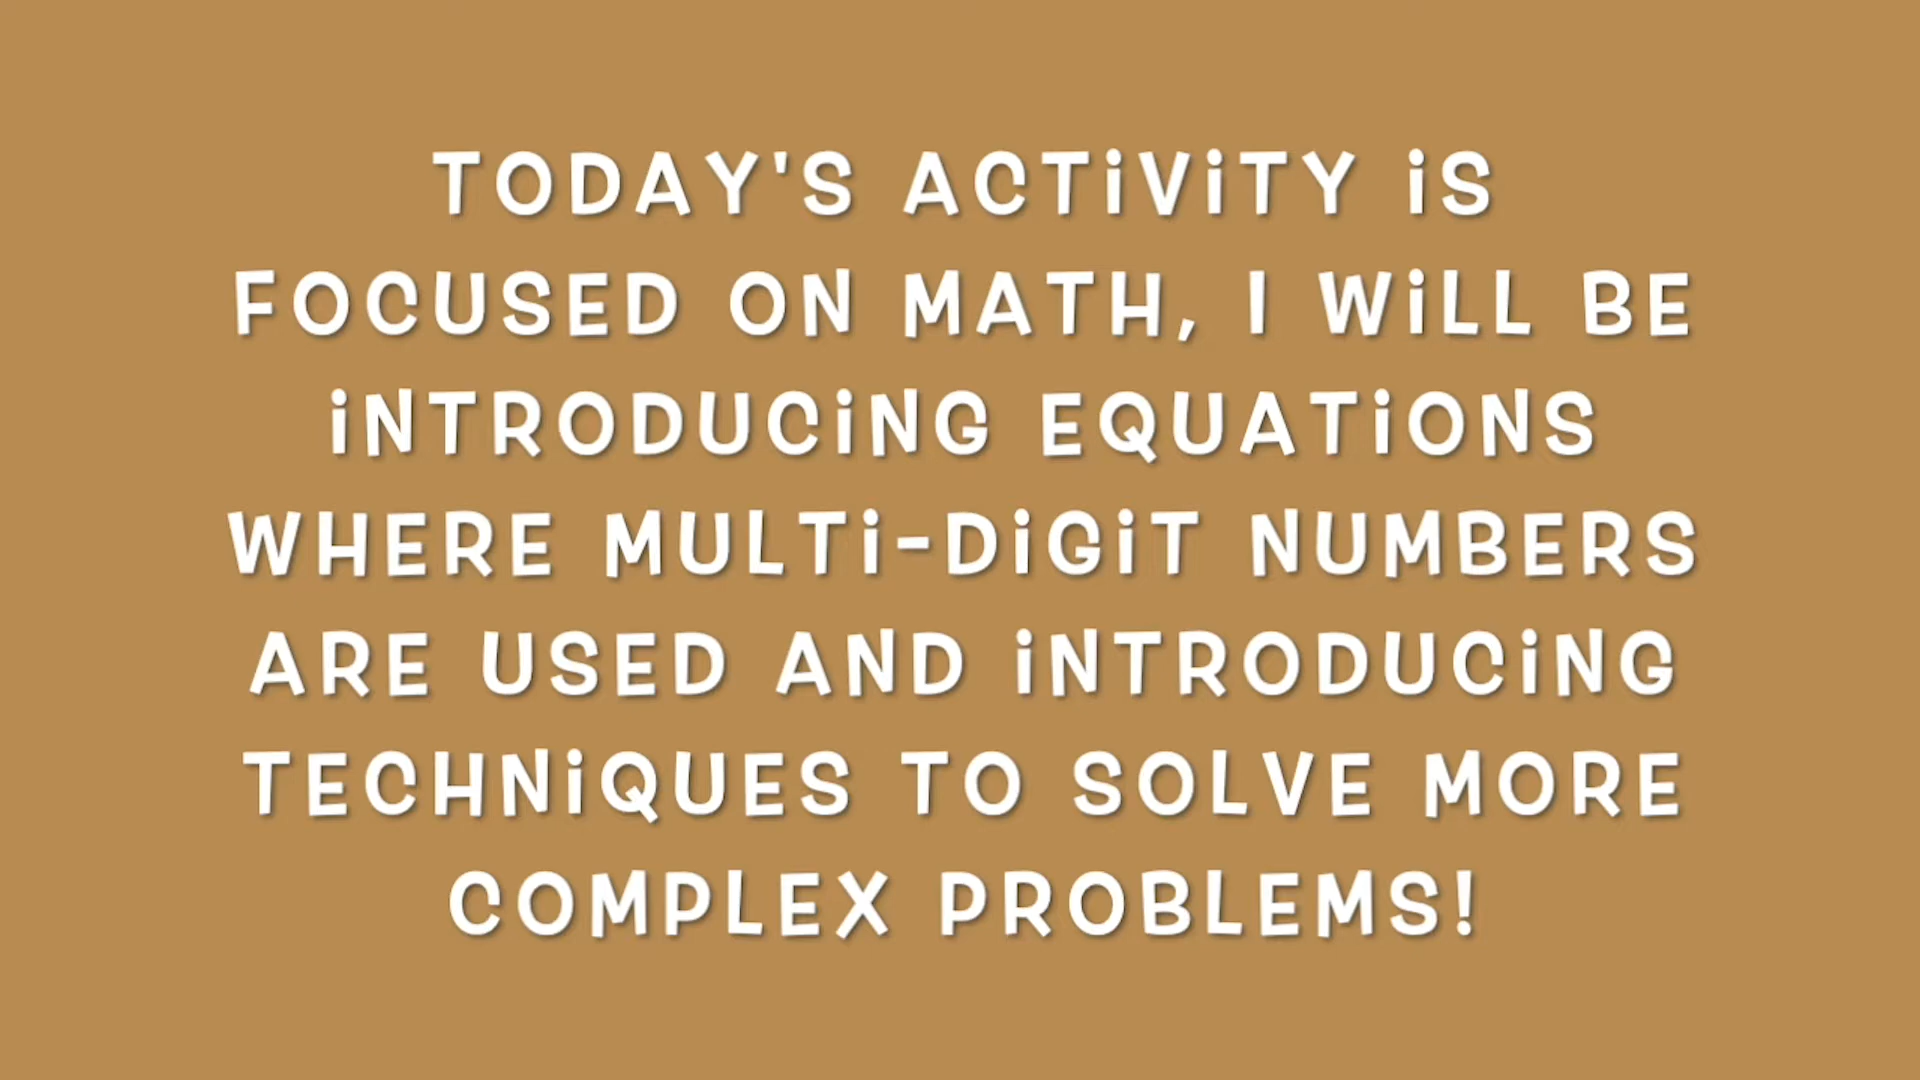 TODAY'S ACTiViTY iS
FOCUSED ON MATH, I WiLL BE
iNTRODUCiNG EQUATiONS
WHERE MULTi-DiGiT NUMBERS
ARE USED AND iNTRODUCiNG
TECHNiQUES TO SOLVE MORE
COMPLEX PROBLEMS!